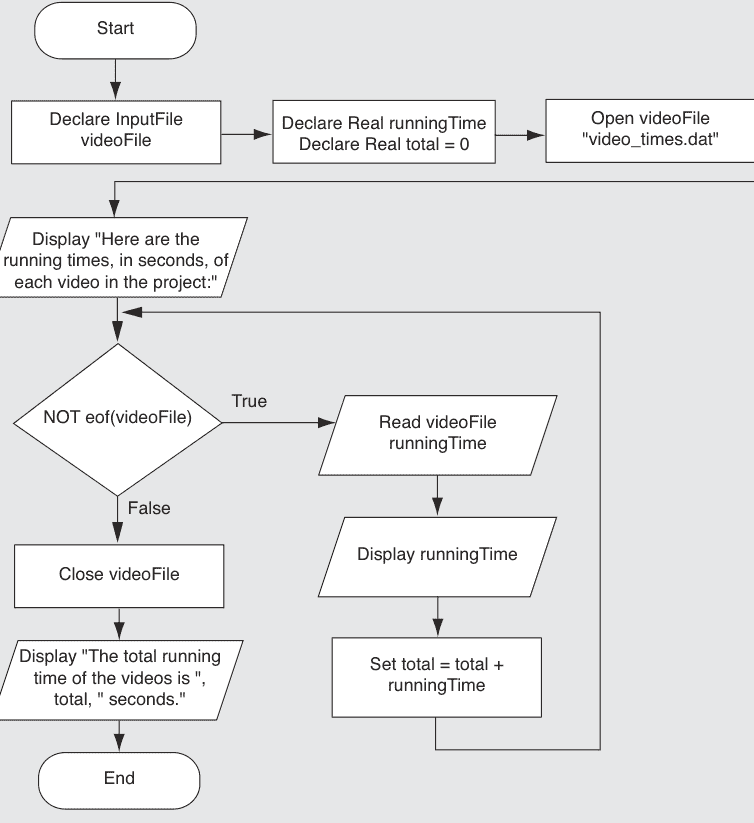 Start
Declare InputFile
videoFile
Declare Real runningTime
Declare Real total = 0
Open videoFile
"video_times.dat"
Display "Here are the
running times, in seconds, of
each video in the project:"
NOT eof(videoFile)
True
Read videoFile
runningTime
Display runningTime
Set total = total +
runningTime
False
Close videoFile
Display "The total running
time of the videos is ",
total, " seconds."
End